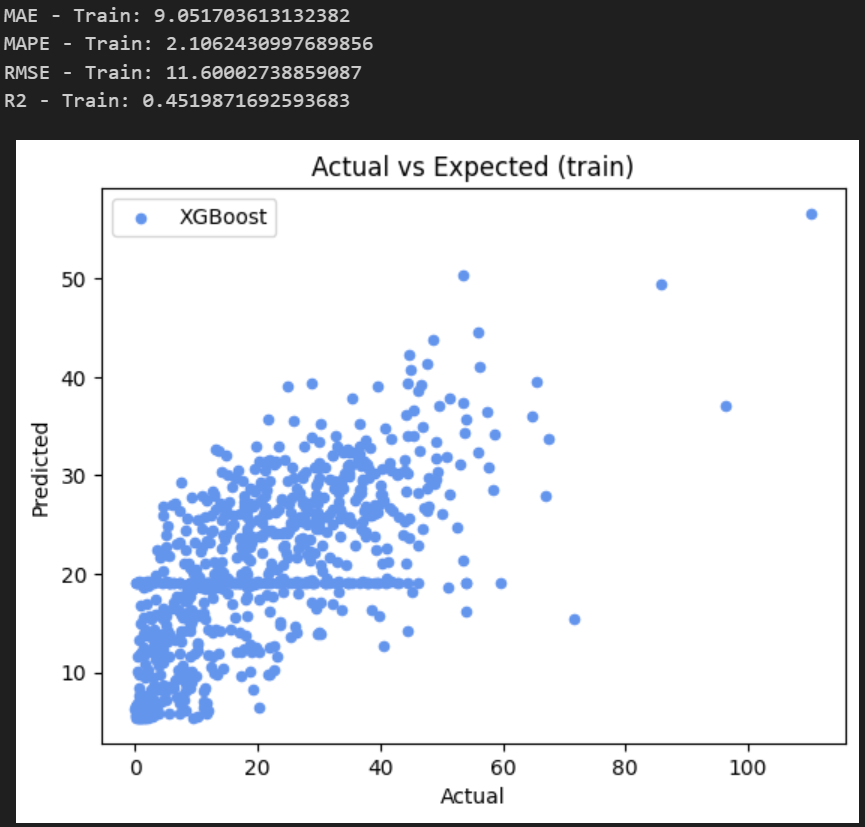 MAE - Train: 9.051703613132382
MAPE - Train: 2.1062430997689856
RMSE - Train: 11.60002738859087
R2 - Train: 0.4519871692593683
Actual vs Expected (train)
XGBoost
50
40
30
20
10
Predicted
0 20 40 60 80 100
Actual